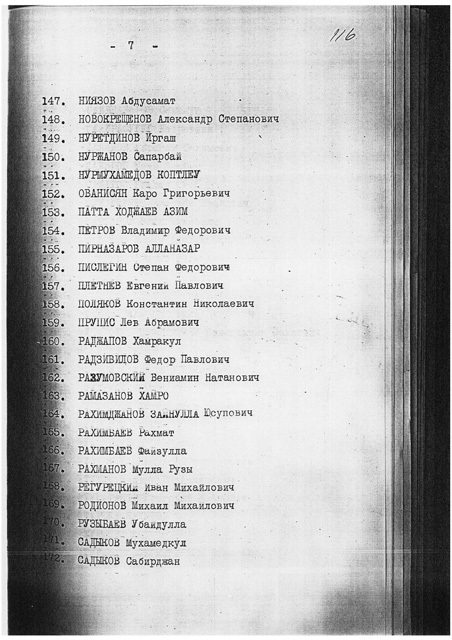 116
- 7 -
147. НИЯЗОВ Абдусамат
148. НОВОКРЕЩЕНОВ Александр Степанович
149. НУРЕТДИНОВ Иргаш
150. НУРЖАНОВ Сапарбай
151. НУРМУХАМЕДОВ КОПТЛЕУ
152. ОВАНИСЯН Каро Григорьевич
153. ПАТТА ХОДЖАЕВ АЗИМ
154. ПЕТРОВ Владимир Федорович
155. ПИРНАЗАРОВ АЛЛАНАЗАР
156. ПИСЛЕГИН Степан Федорович
157. ПЛЕТНЕВ Евгений Павлович
158. ПОЛЯКОВ Константин Николаевич
159. ПРУПИС Лев Абрамович
160. РАДЖАПОВ Хамракул
161. РАДЗИВИЛОВ Федор Павлович
162. РАЗУМОВСКИЙ Вениамин Натанович
163. РАМАЗАНОВ ХАМРО
164. РАХИМДЖАНОВ ЗАЙНУЛЛА Юсупович
165. РАХИМБАЕВ Рахмат
166. РАХИМБАЕВ Файзулла
167. РАХМАНОВ Мулла Рузы
168. РЕГУРЕЦКИЙ Иван Михайлович
169. РОДИОНОВ Михаил Михайлович
170. РУЗЫБАЕВ Убайдулла
171. САДЫКОВ Мухамедкул
172. САДЫКОВ Сабирджан